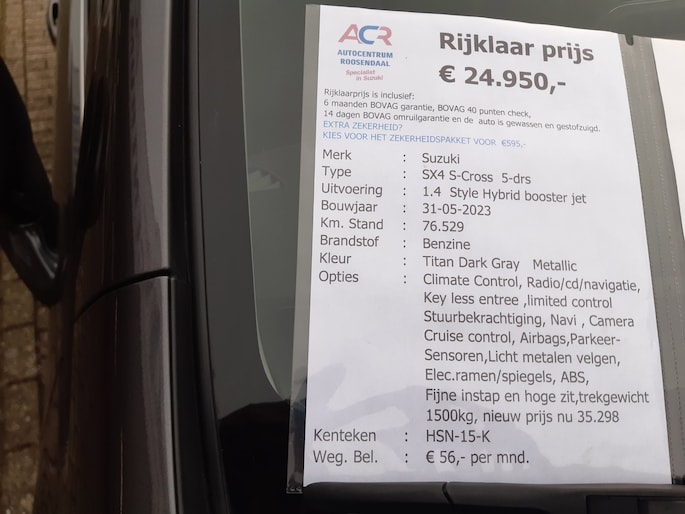 ACR
AUTOCENTRUM
ROOSENDAAL
Specialist
in Suzuki
Rijklaar prijs
€ 24.950,-
Rijklaarprijs is inclusief:
6 maanden BOVAG garantie, BOVAG 40 punten check,
14 dagen BOVAG omruilgarantie en de auto is gewassen en gestofzuigd.
EXTRA ZEKERHEID?
KIES VOOR HET ZEKERHEIDSPAKKET VOOR €595,-
Merk : Suzuki
Type : SX4 S-Cross 5-drs
Uitvoering : 1.4 Style Hybrid booster jet
Bouwjaar : 31-05-2023
Km. Stand : 76.529
Brandstof : Benzine
Kleur : Titan Dark Gray Metallic
Opties : Climate Control, Radio/cd/navigatie,
Key less entree ,limited control
Stuurbekrachtiging, Navi , Camera
Cruise control, Airbags,Parkeer-
Sensoren,Licht metalen velgen,
Elec.ramen/spiegels, ABS,
Fijne instap en hoge zit,trekgewicht
1500kg, nieuw prijs nu 35.298
Kenteken : HSN-15-K
Weg. Bel. : € 56,- per mnd.